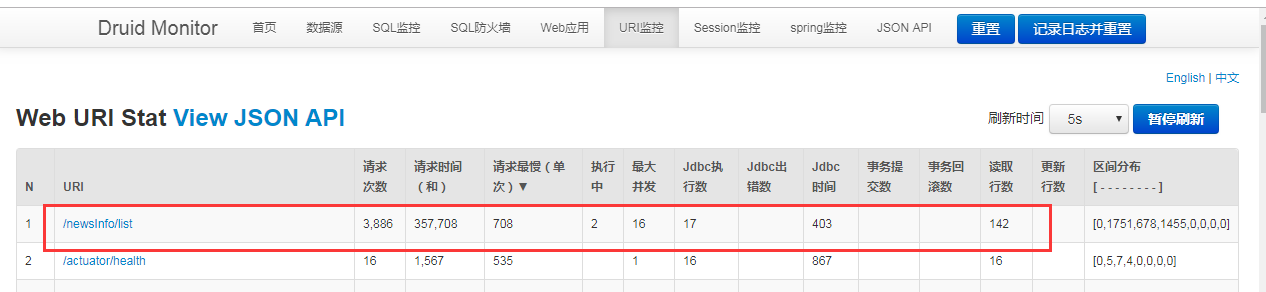 Druid Monitor 首页 数据源 SQL监控 SQL防火墙 Web应用 URI监控 Session监控 spring监控 JSON API 重置 记录日志并重置
English | 中文
Web URI Stat View JSON API 刷新时间 5s 暂停刷新
N URI 请求次数 请求时间（和） 请求最慢（单次）▼ 执行中 最大并发 Jdbc执行数 Jdbc出错数 Jdbc时间 事务提交数 事务回滚数 读取行数 更新行数 区间分布 [ - - - - - - - - ]
1 /newsInfo/list 3,886 357,708 708 2 16 17 403 142 [0,1751,678,1455,0,0,0,0]
2 /actuator/health 16 1,567 535 1 16 867 16 [0,5,7,4,0,0,0,0]